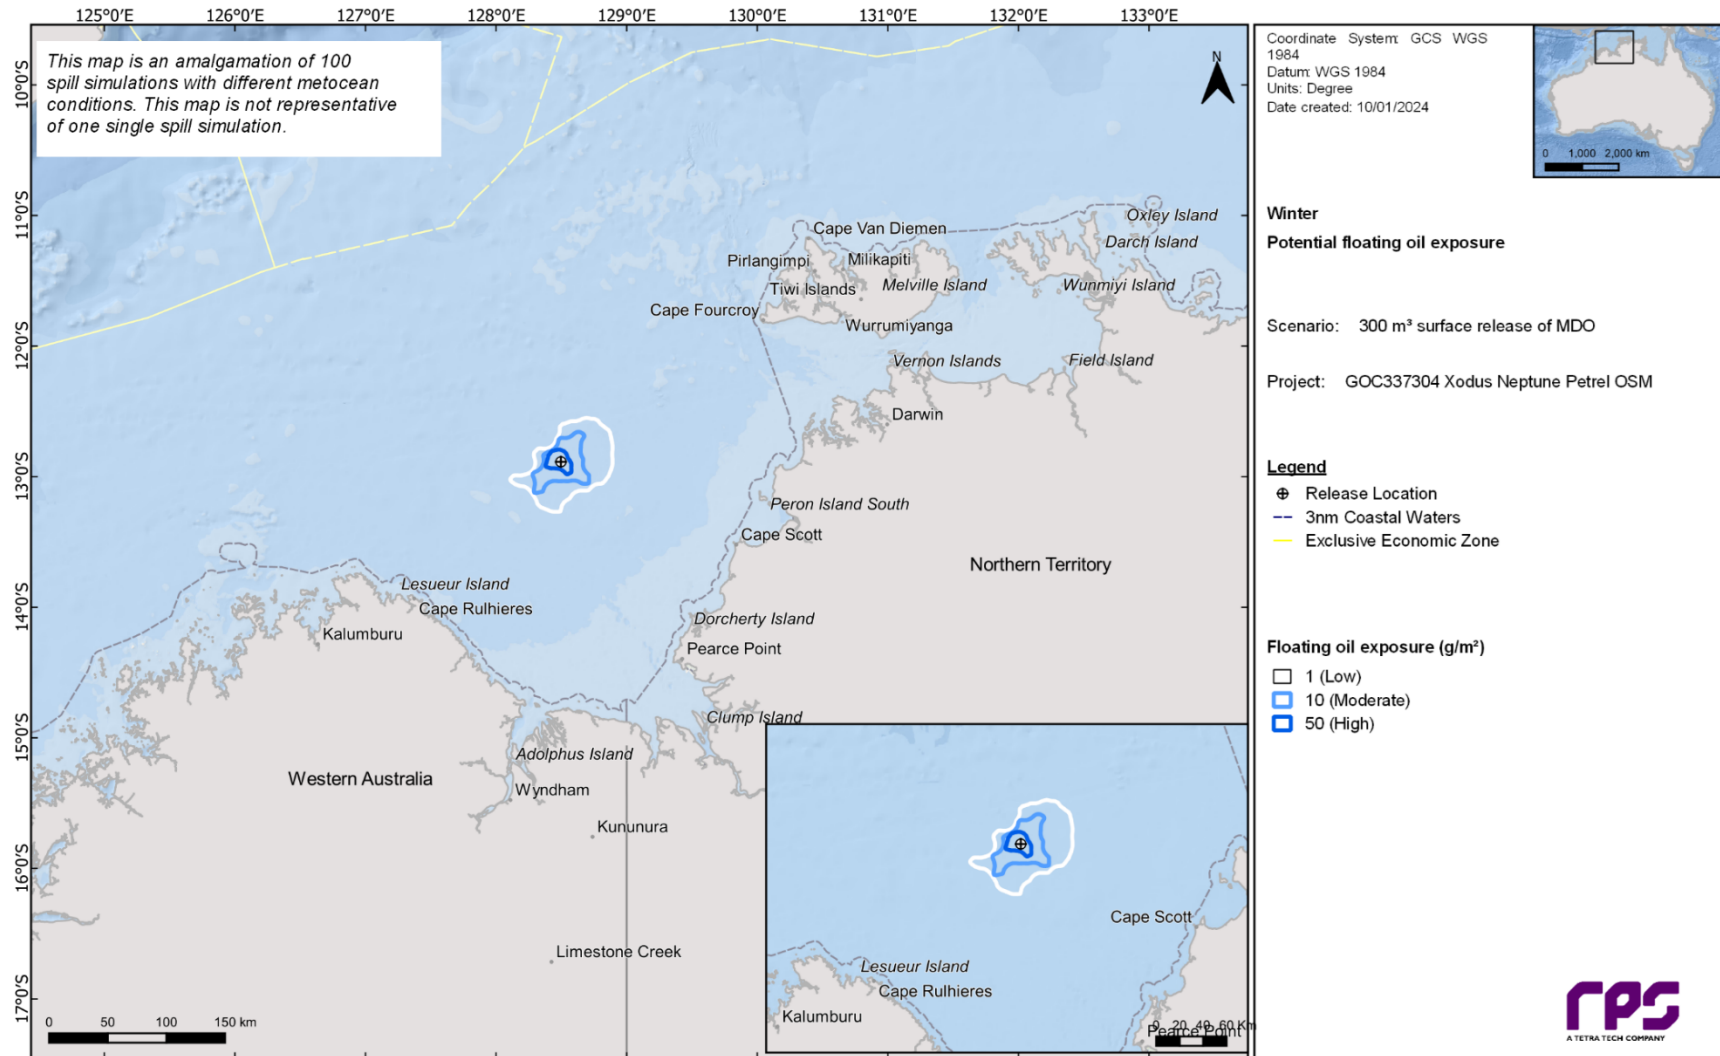 125°0'E 126°0'E 127°0'E 128°0'E 129°0'E 130°0'E 131°0'E 132°0'E 133°0'E
This map is an amalgamation of 100
spill simulations with different metocean
conditions. This map is not representative
of one single spill simulation.
N
10°0'S
11°0'S
12°0'S
13°0'S
14°0'S
15°0'S
16°0'S
17°0'S
Oxley Island
Cape Van Diemen
Darch Island
Pirlangimpi
Milikapiti
Tiwi Islands
Melville Island
Wunmiyi Island
Cape Fourcroy
Wurrumiyanga
Vernon Islands
Field Island
Darwin
Peron Island South
Cape Scott
Northern Territory
Lesueur Island
Cape Rulhieres
Dorcherty Island
Kalumburu
Pearce Point
Clump Island
Adolphus Island
Western Australia
Wyndham
Kununura
Limestone Creek
0 50 100 150 km
Cape Scott
Lesueur Island
Cape Rulhieres
Kalumburu
Pearce Point
0 20 40 60 Km
Coordinate System: GCS WGS
1984
Datum: WGS 1984
Units: Degree
Date created: 10/01/2024
0 1,000 2,000 km
Winter
Potential floating oil exposure
Scenario: 300 m³ surface release of MDO
Project: GOC337304 Xodus Neptune Petrel OSM
Legend
Release Location
3nm Coastal Waters
Exclusive Economic Zone
Floating oil exposure (g/m²)
1 (Low)
10 (Moderate)
50 (High)
rps
A TETRA TECH COMPANY